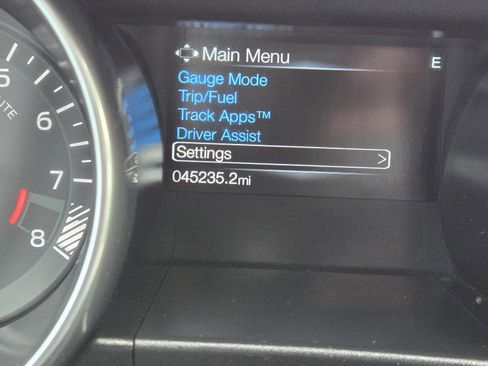 Main Menu
E
Gauge Mode
Trip/Fuel
Track Apps™
Driver Assist
Settings >
045235.2mi
5
6
7
8